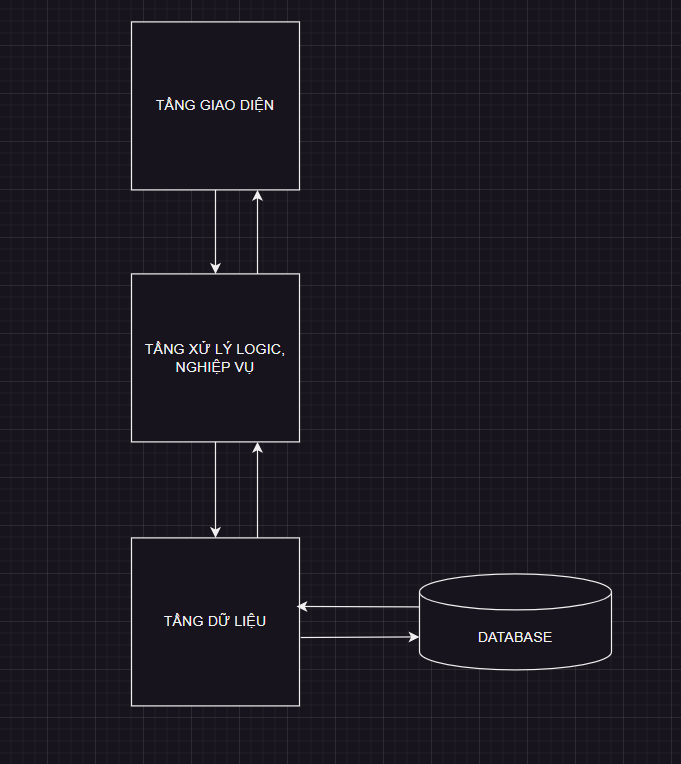 TẦNG GIAO DIỆN
TẦNG XỬ LÝ LOGIC,
NGHIỆP VỤ
TẦNG DỮ LIỆU
DATABASE